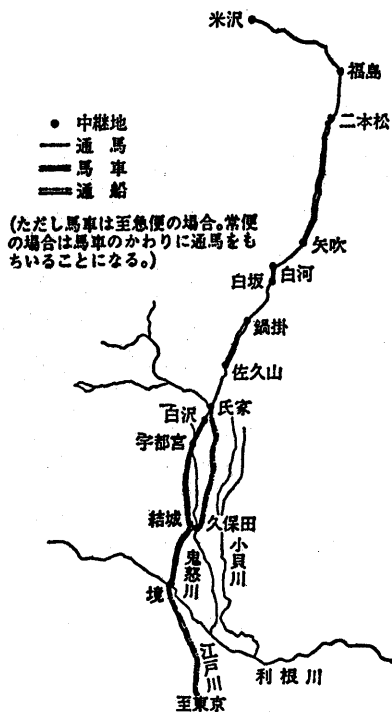 米沢
福島
二本松
• 中継地
通馬
馬車
通船
(ただし馬車は至急便の場合。常便
の場合は馬車のかわりに通馬をも
ちいることになる。)
矢吹
白河
白坂
鍋掛
佐久山
氏家
白沢
宇都宮
結城
久保田
鬼怒川
小貝川
境
江戸川
利根川
至東京